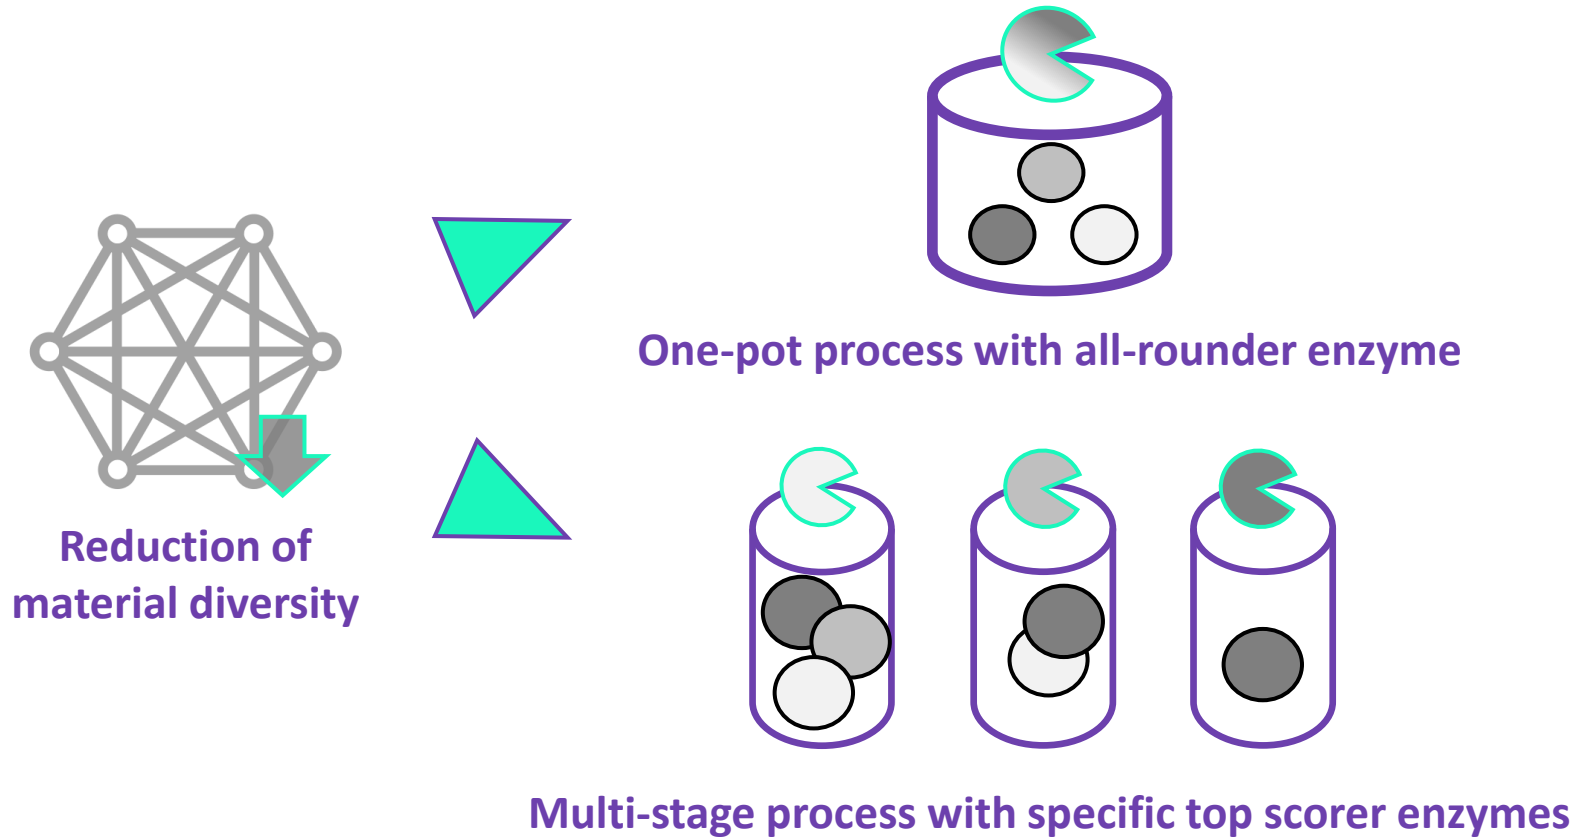 One-pot process with all-rounder enzyme
Reduction of
material diversity
Multi-stage process with specific top scorer enzymes